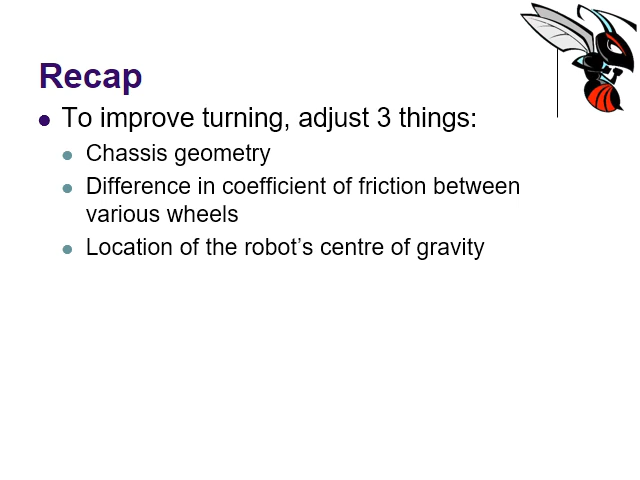 Recap
To improve turning, adjust 3 things:
Chassis geometry
Difference in coefficient of friction between
various wheels
Location of the robot’s centre of gravity